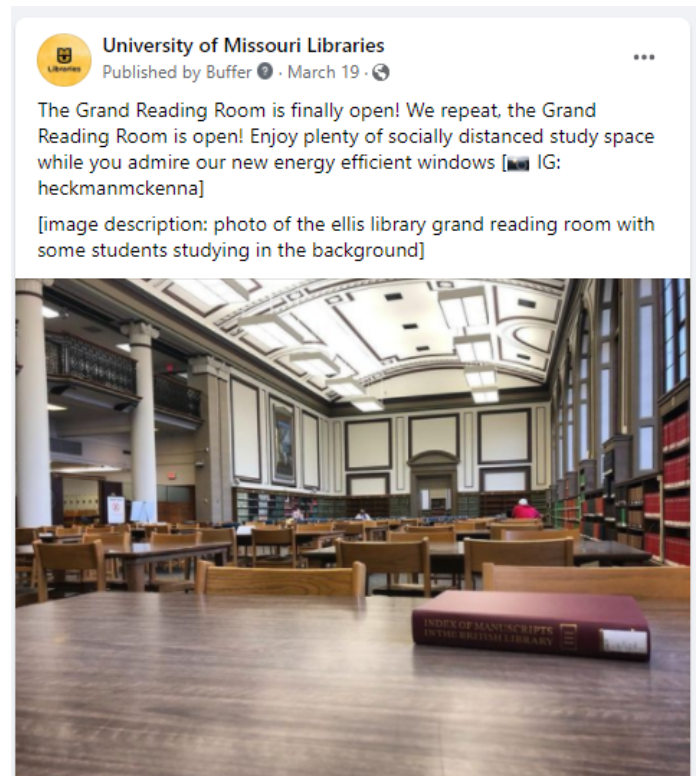 University of Missouri Libraries
Libraries
Published by Buffer ? · March 19 ·
The Grand Reading Room is finally open! We repeat, the Grand
Reading Room is open! Enjoy plenty of socially distanced study space
while you admire our new energy efficient windows [📷 IG:
heckmanmckenna]
[image description: photo of the ellis library grand reading room with
some students studying in the background]
INDEX OF MANUSCRIPTS
IN THE BRITISH LIBRARY